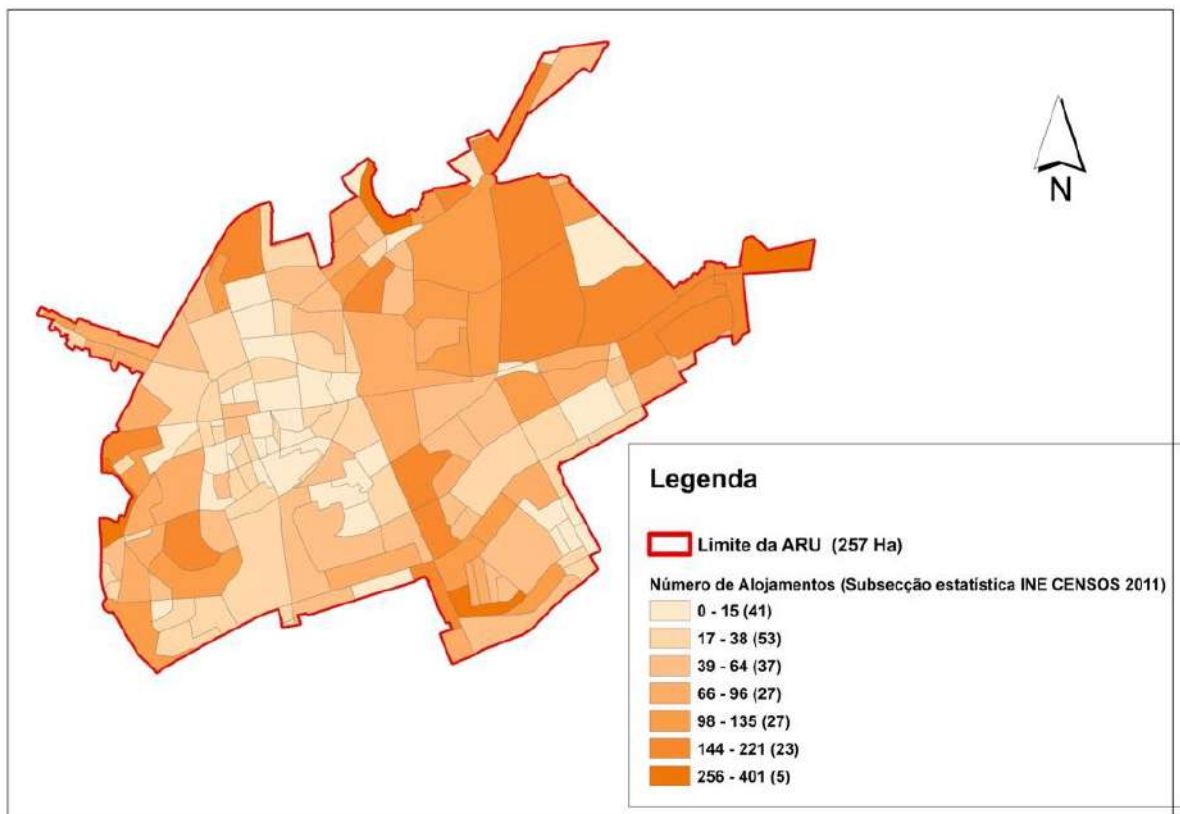 N
Legenda
Limite da ARU (257 Ha)
Número de Alojamentos (Subsecção estatística INE CENSOS 2011)
0 - 15 (41)
17 - 38 (53)
39 - 64 (37)
66 - 96 (27)
98 - 135 (27)
144 - 221 (23)
256 - 401 (5)